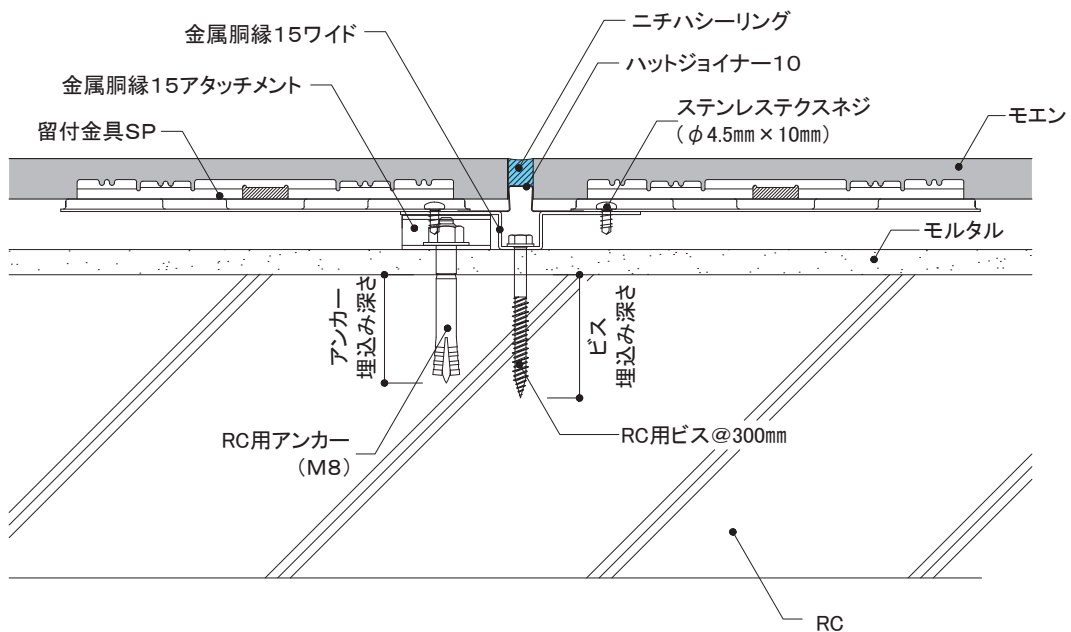 ニチハシーリング
金属胴縁15ワイド
ハットジョイナー10
金属胴縁15アタッチメント
ステンレステクスネジ
(φ4.5mm×10mm)
モエン
留付金具SP
モルタル
アンカー
埋込み深さ
ビス
埋込み深さ
RC用アンカー
(M8)
RC用ビス@300mm
RC